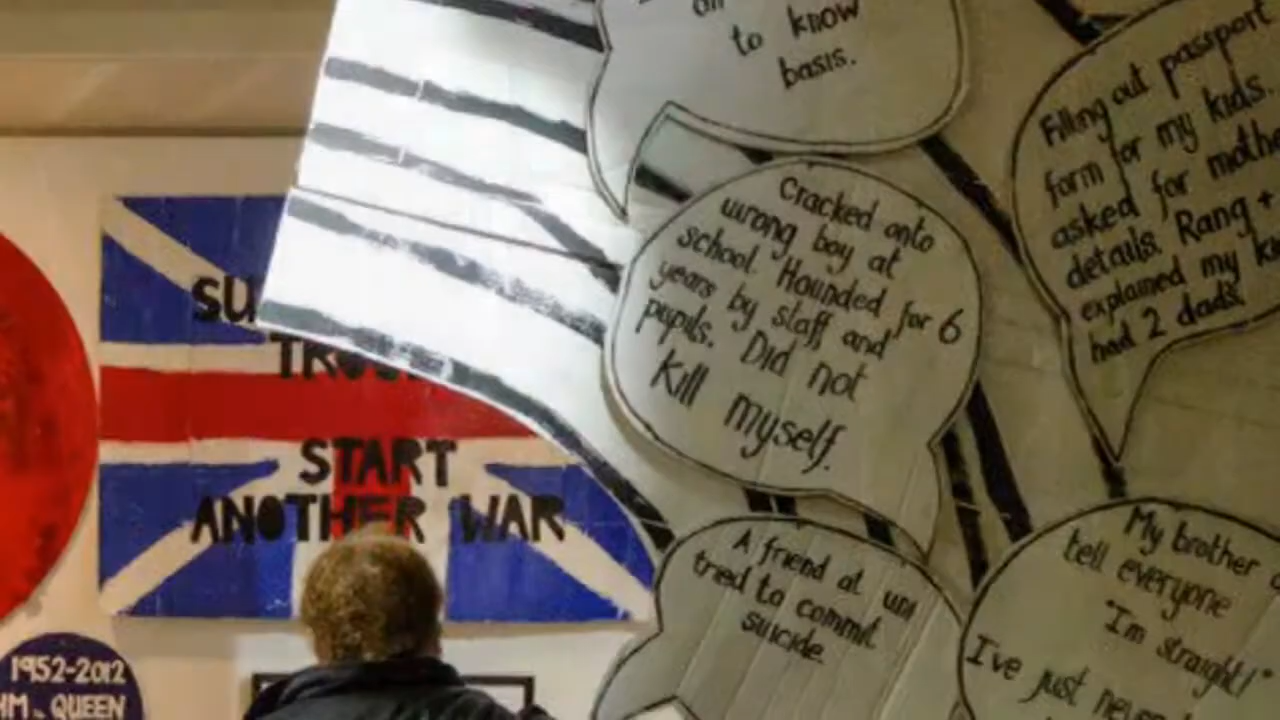 to know
basis.
Filling out passport
form for my kids.
asked for
details. Rang +
explained my
had 2 dads.
Cracked onto
wrong boy at
school. Hounded for 6
years by staff and
pupils. Did not
kill myself.
SU
START
ANOTHER WAR
A friend at uni
tried to commit
suicide.
My brother
tell everyone
"I'm straight!"
I've just never
1952-2012
HM. QUEEN